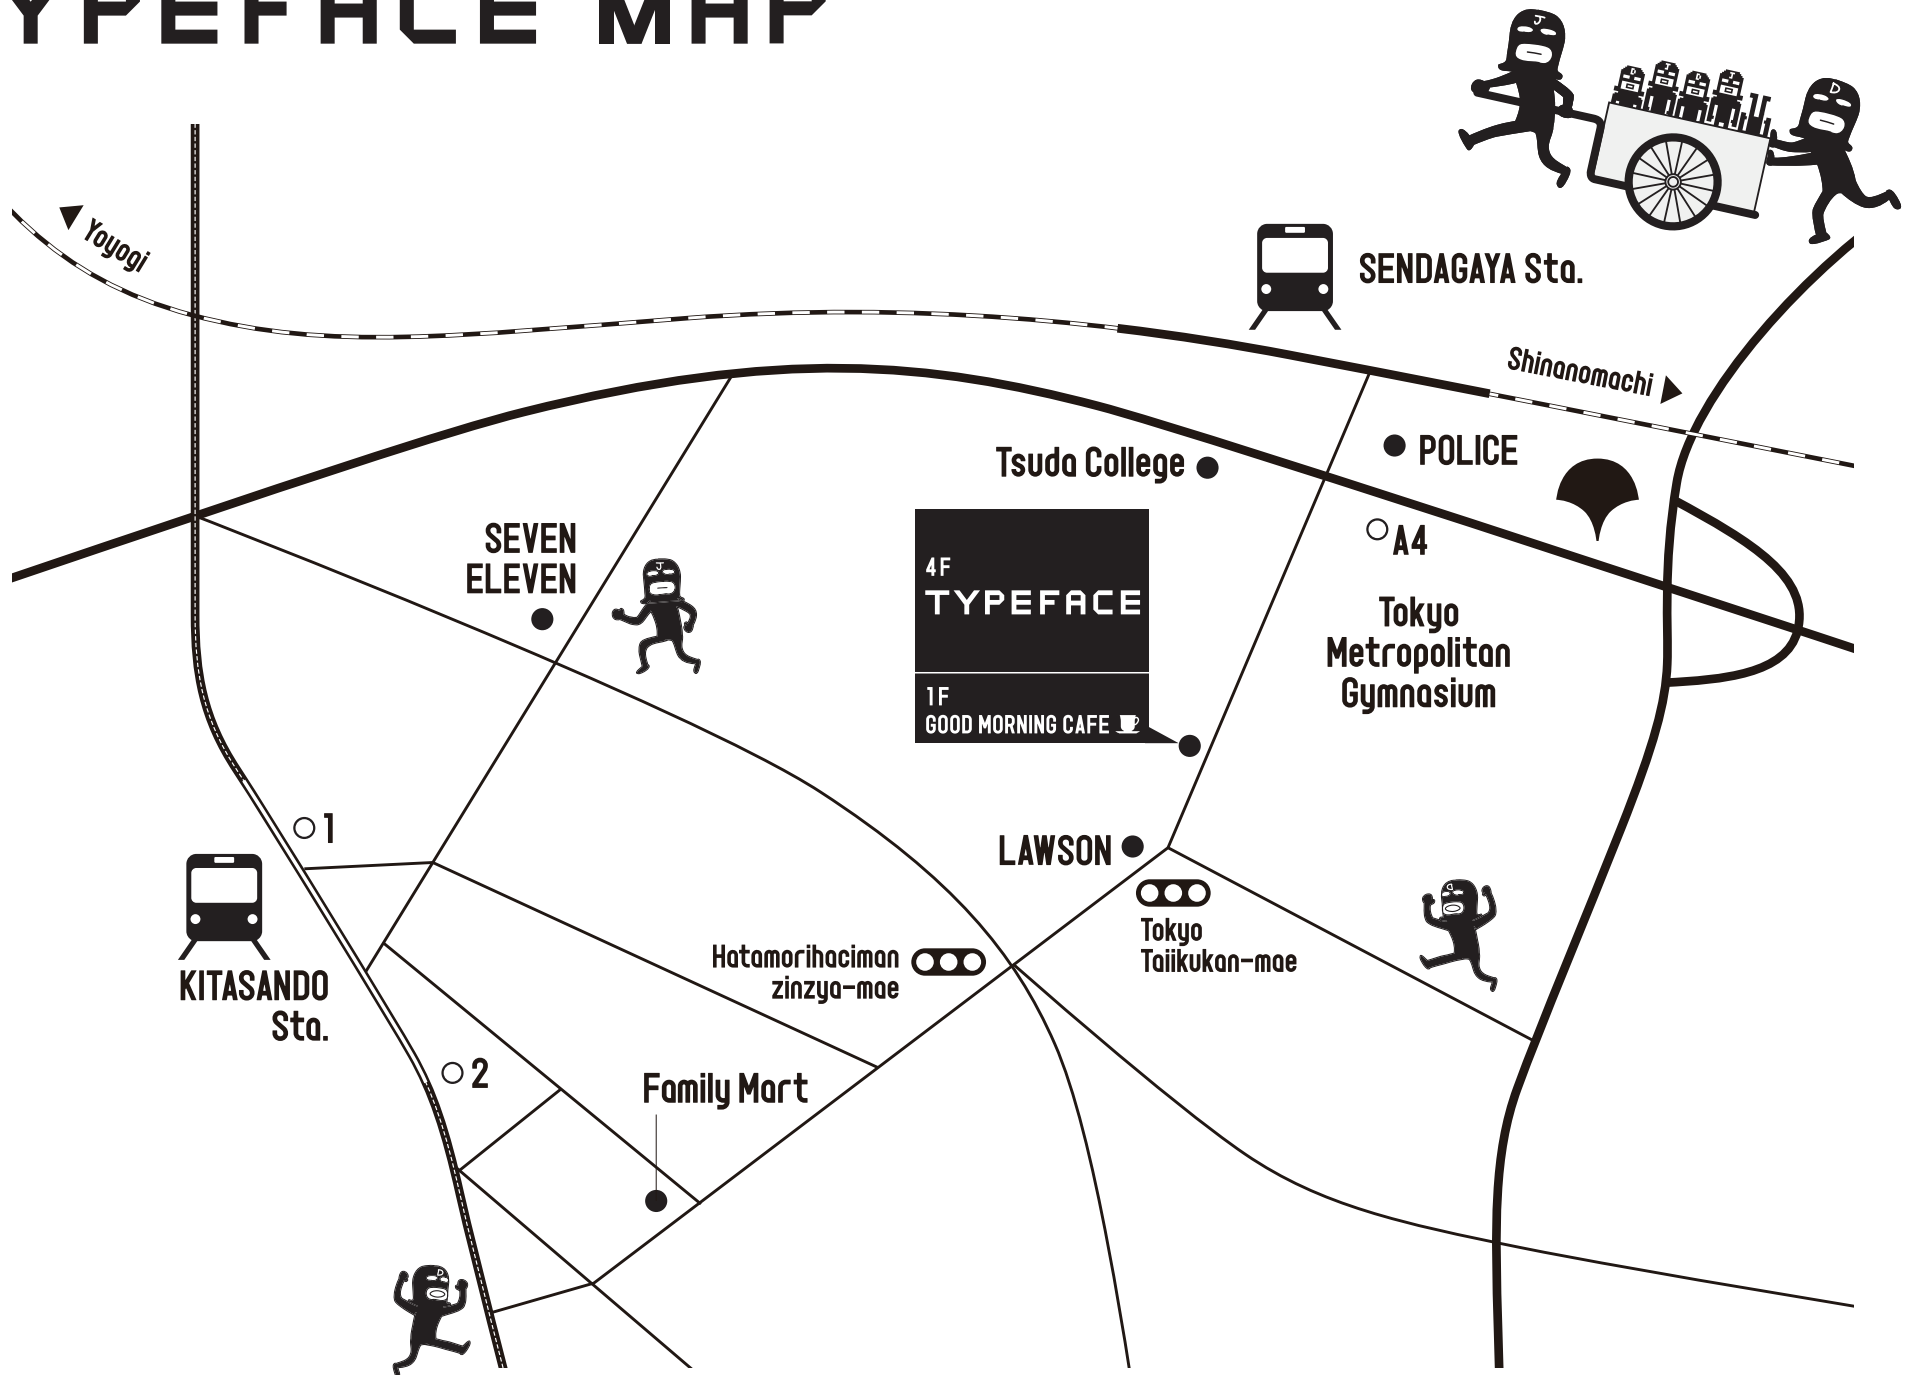 YPEFACE MAP
Yoyogi
SENDAGAYA Sta.
Shinanomachi
POLICE
Tsuda College
A4
SEVEN
ELEVEN
4F
TYPEFACE
1F
GOOD MORNING CAFE
Tokyo
Metropolitan
Gymnasium
1
LAWSON
Tokyo
Taiikukan-mae
Hatamorihaciman
zinzya-mae
KITASANDO
Sta.
2
Family Mart
J
D
J
D
J
D
J
D
D